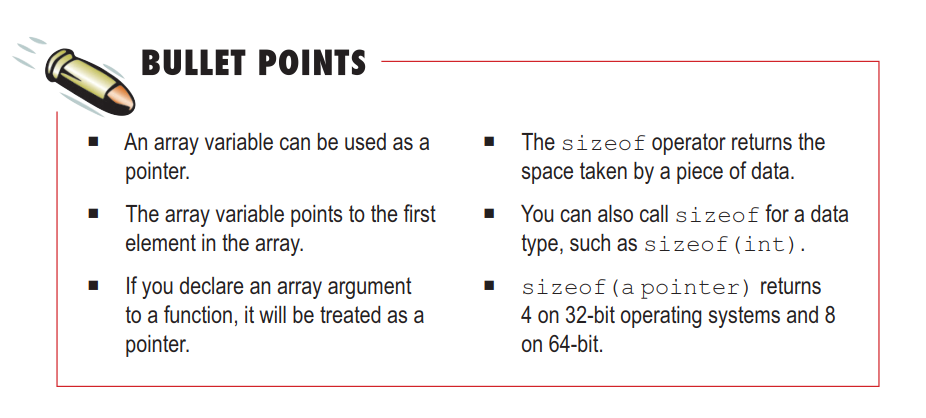 BULLET POINTS
■ An array variable can be used as a
pointer.
■ The array variable points to the first
element in the array.
■ If you declare an array argument
to a function, it will be treated as a
pointer.
■ The sizeof operator returns the
space taken by a piece of data.
■ You can also call sizeof for a data
type, such as sizeof(int).
■ sizeof(a pointer) returns
4 on 32-bit operating systems and 8
on 64-bit.